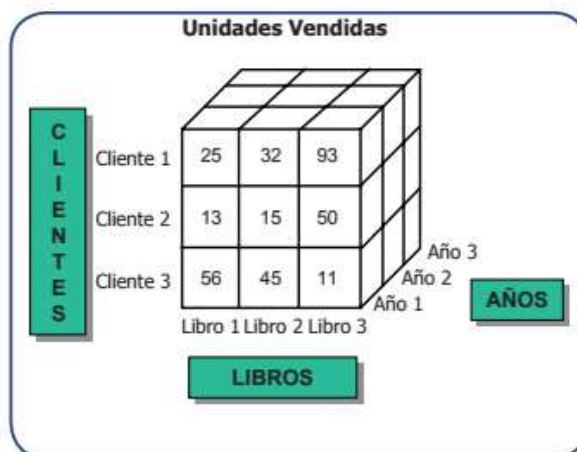 Unidades Vendidas
CLIENTES
Cliente 1 25 32 93
Cliente 2 13 15 50
Cliente 3 56 45 11
Año 3
Año 2
Año 1
AÑOS
Libro 1 Libro 2 Libro 3
LIBROS